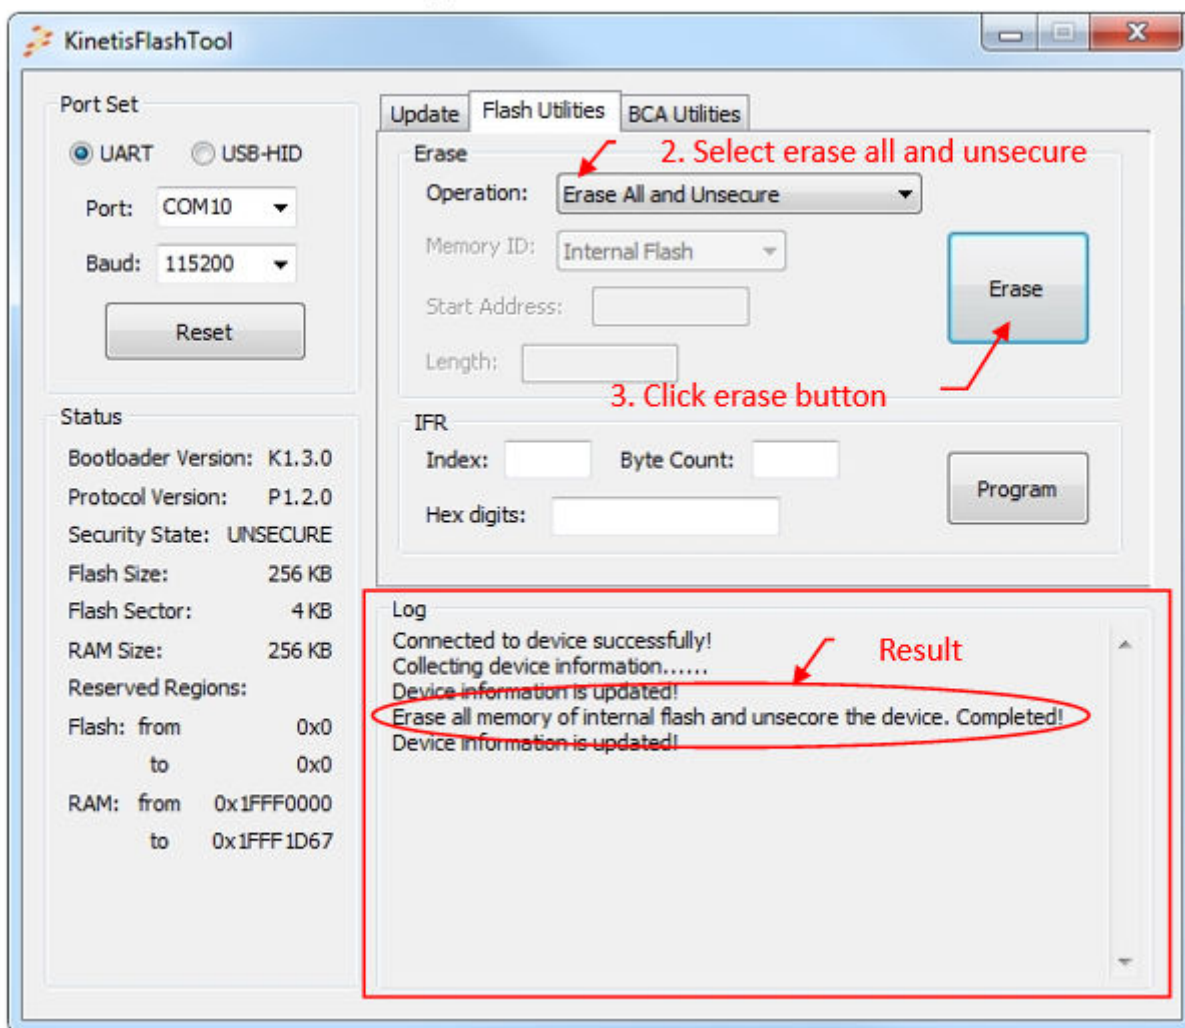 KinetisFlashTool
Port Set
UART USB-HID
Port: COM10
Baud: 115200
Reset
Status
Bootloader Version: K1.3.0
Protocol Version: P1.2.0
Security State: UNSECURE
Flash Size: 256 KB
Flash Sector: 4 KB
RAM Size: 256 KB
Reserved Regions:
Flash: from 0x0
to 0x0
RAM: from 0x1FFF0000
to 0x1FFF1D67
Update Flash Utilities BCA Utilities
Erase
2. Select erase all and unsecure
Operation: Erase All and Unsecure
Memory ID: Internal Flash
Start Address:
Length:
Erase
3. Click erase button
IFR
Index: Byte Count:
Hex digits:
Program
Log
Connected to device successfully!
Collecting device information......
Device information is updated!
Erase all memory of internal flash and unsecore the device. Completed!
Device information is updated!
Result